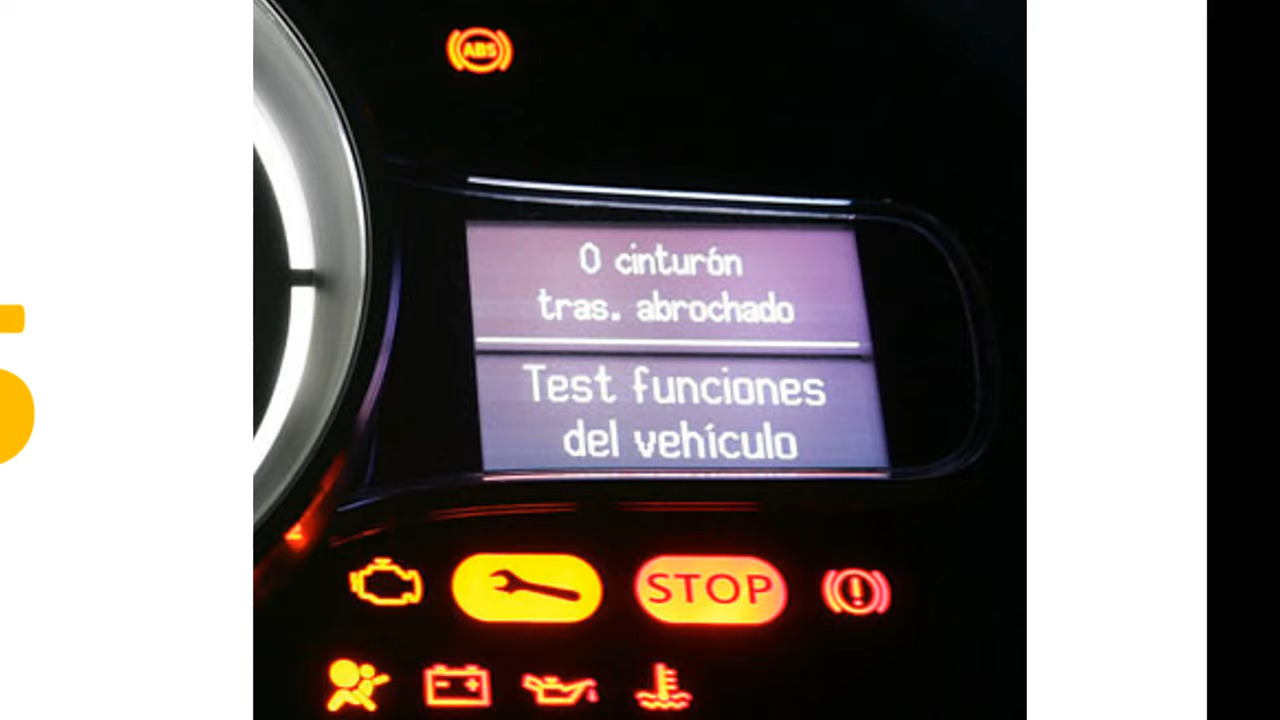 ABS
0 cinturón
tras. abrochado
Test funciones
del vehículo
STOP